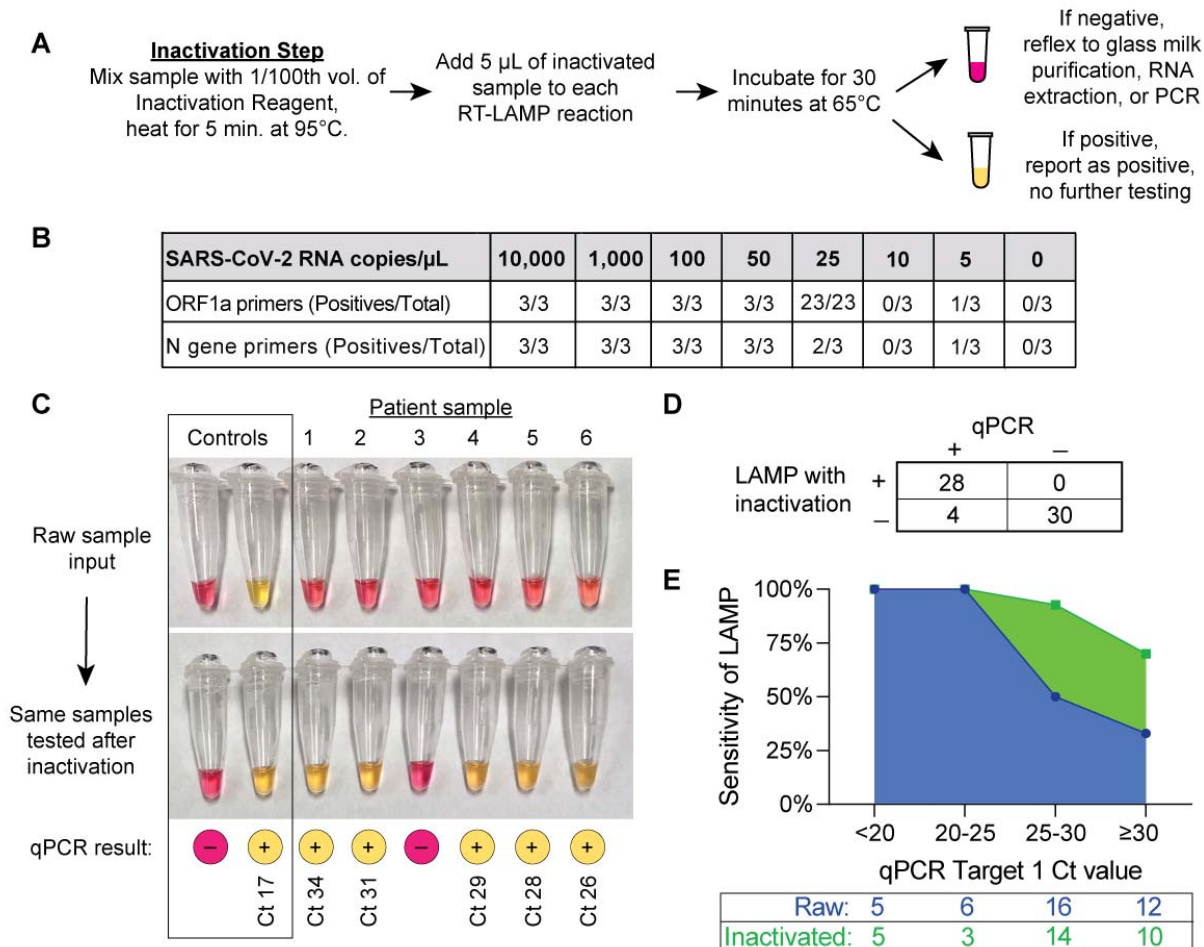 A
Inactivation Step
Mix sample with 1/100th vol. of
Inactivation Reagent,
heat for 5 min. at 95°C.
Add 5 µL of inactivated
sample to each
RT-LAMP reaction
Incubate for 30
minutes at 65°C
If negative,
reflex to glass milk
purification, RNA
extraction, or PCR
If positive,
report as positive,
no further testing
B
SARS-CoV-2 RNA copies/µL 10,000 1,000 100 50 25 10 5 0
ORF1a primers (Positives/Total) 3/3 3/3 3/3 3/3 23/23 0/3 1/3 0/3
N gene primers (Positives/Total) 3/3 3/3 3/3 3/3 2/3 0/3 1/3 0/3
C
Patient sample
Controls 1 2 3 4 5 6
Raw sample
input
Same samples
tested after
inactivation
qPCR result: – + + + – + + +
Ct 17 Ct 34 Ct 31 Ct 29 Ct 28 Ct 26
D
qPCR
+ –
LAMP with
inactivation
+ 28 0
– 4 30
E
Sensitivity of LAMP
100%
75%
50%
25%
0%
<20 20-25 25-30 ≥30
qPCR Target 1 Ct value
Raw: 5 6 16 12
Inactivated: 5 3 14 10